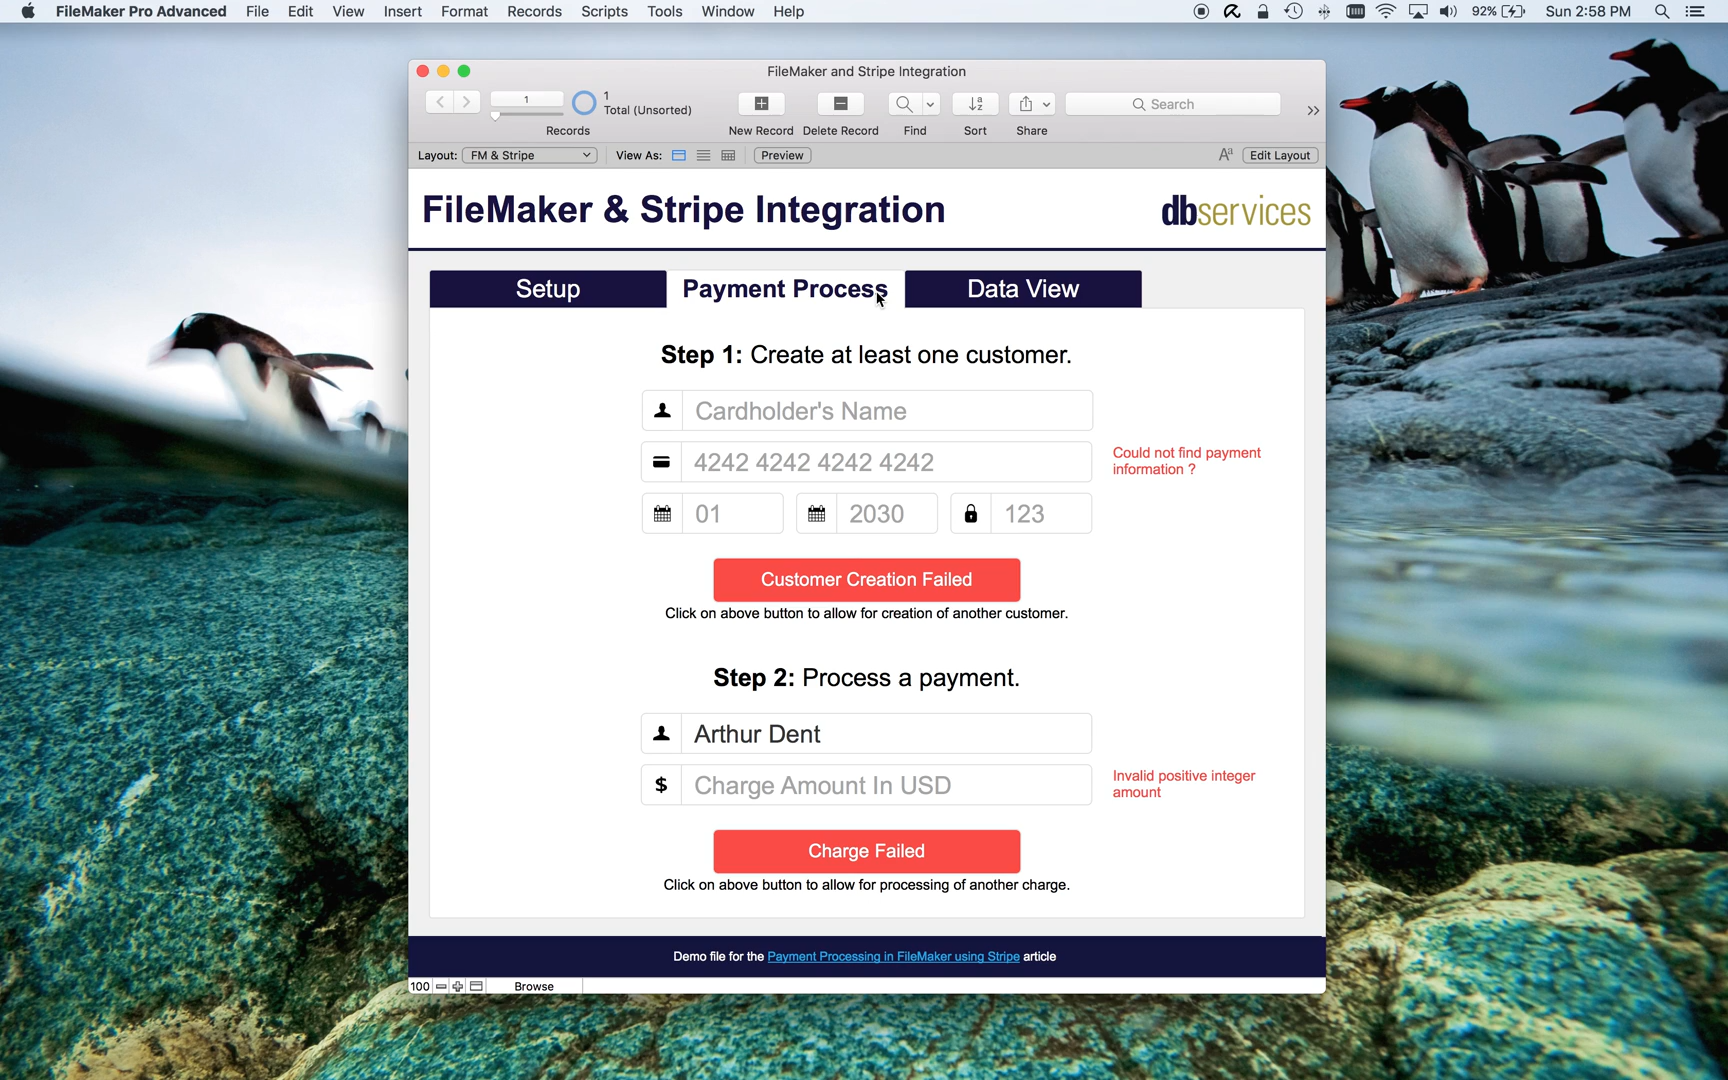 FileMaker Pro Advanced File Edit View Insert Format Records Scripts Tools Window Help 92% Sun 2:58 PM
FileMaker and Stripe Integration
1
1
Total (Unsorted)
Search
Records New Record Delete Record Find Sort Share
Layout: FM & Stripe View As: Preview Aa Edit Layout
FileMaker & Stripe Integration dbservices
Setup Payment Process Data View
Step 1: Create at least one customer.
Cardholder's Name
4242 4242 4242 4242
Could not find payment
information ?
01 2030 123
Customer Creation Failed
Click on above button to allow for creation of another customer.
Step 2: Process a payment.
Arthur Dent
$ Charge Amount In USD
Invalid positive integer
amount
Charge Failed
Click on above button to allow for processing of another charge.
Demo file for the Payment Processing in FileMaker using Stripe article
100 Browse